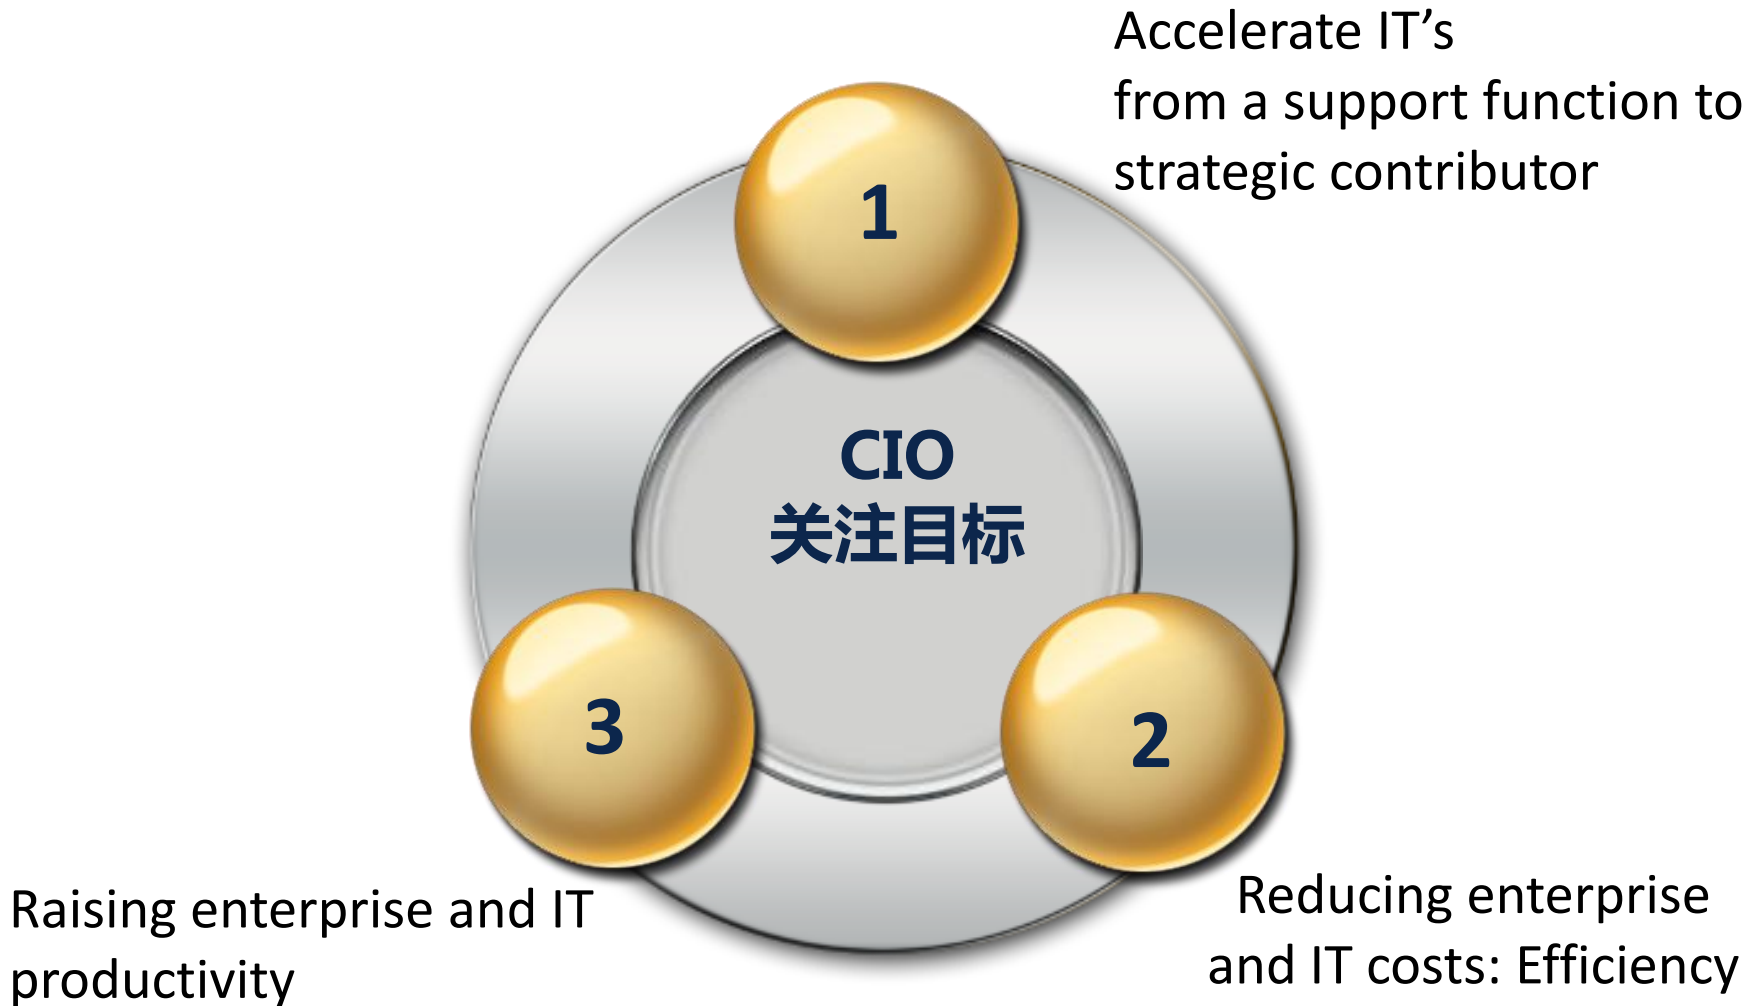 Accelerate IT’s
from a support function to
strategic contributor
1
CIO
关注目标
3
2
Raising enterprise and IT
productivity
Reducing enterprise
and IT costs: Efficiency